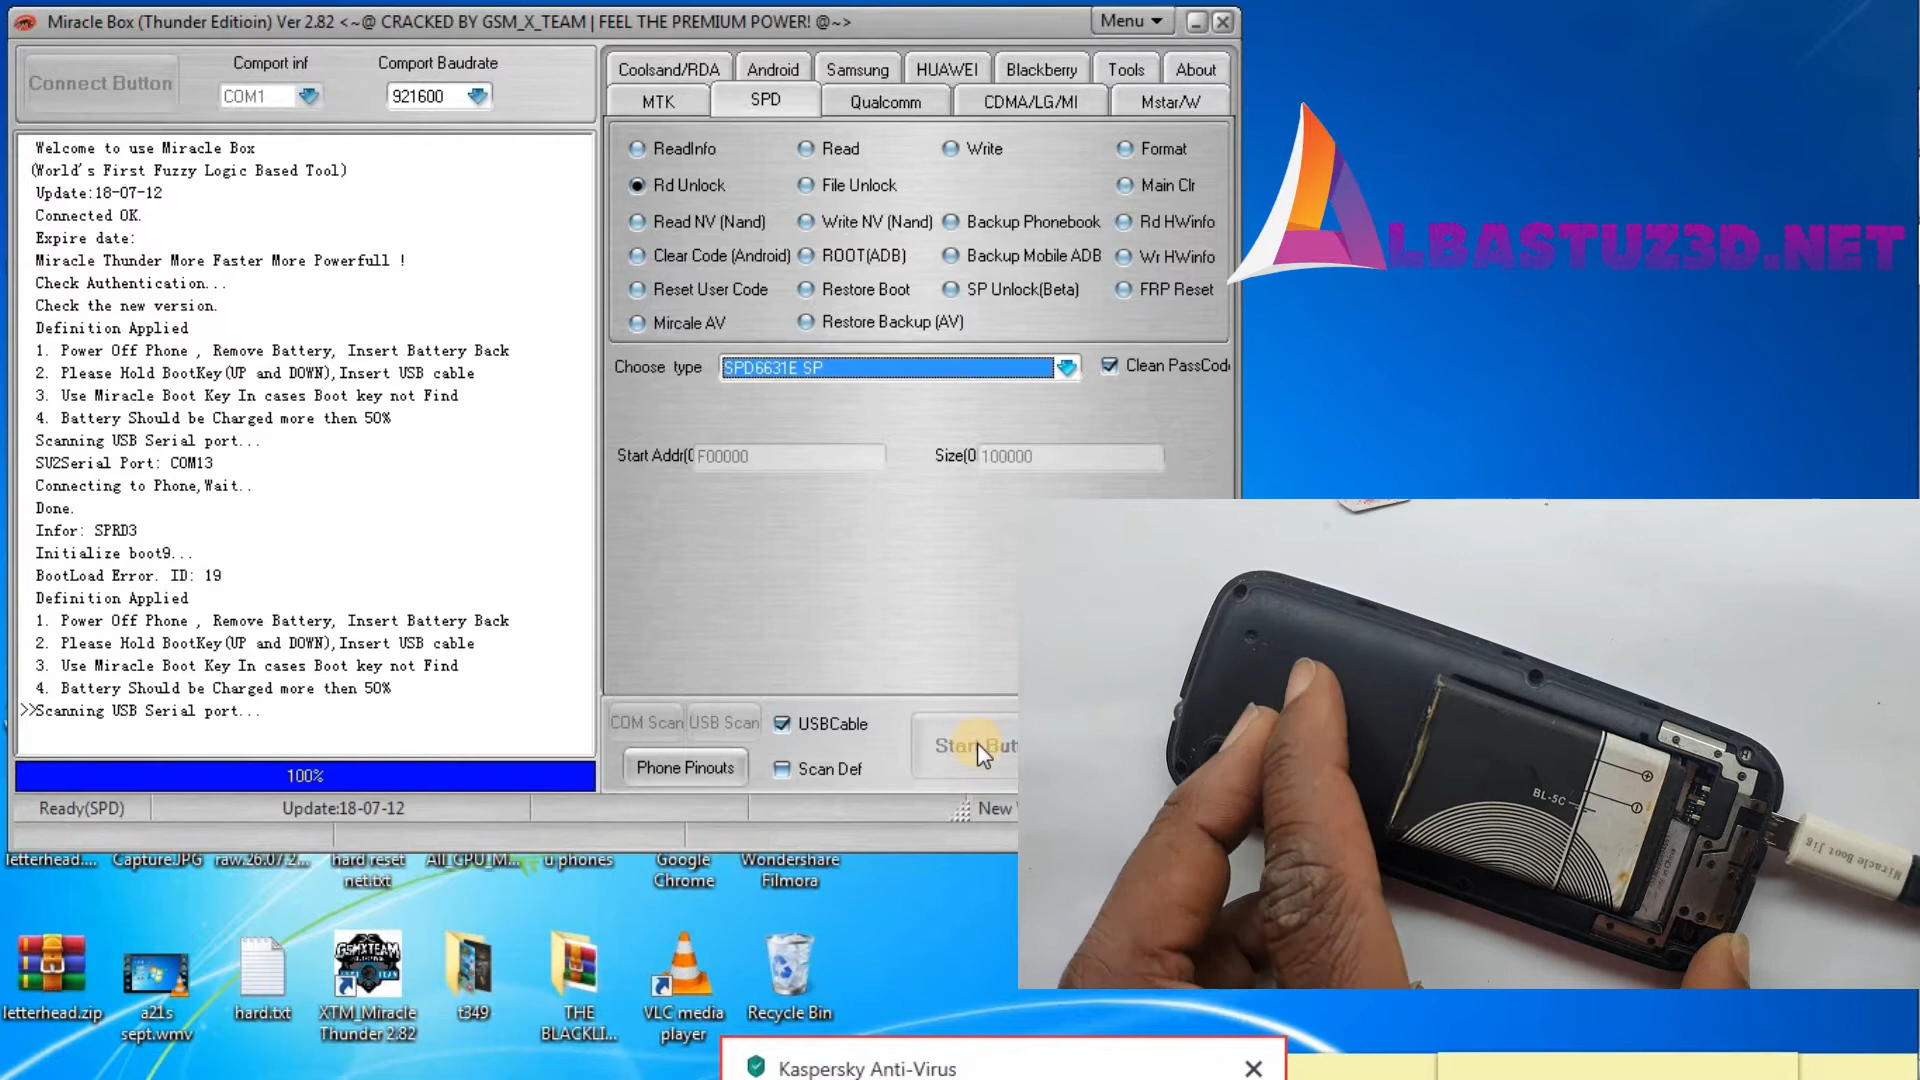 Miracle Box (Thunder Editioin) Ver 2.82 <~@ CRACKED BY GSM_X_TEAM | FEEL THE PREMIUM POWER! @~>
Menu
Connect Button
Comport inf
COM1
Comport Baudrate
921600
Coolsand/RDA
Android
Samsung
HUAWEI
Blackberry
Tools
About
MTK
SPD
Qualcomm
CDMA/LG/MI
Mstar/W
Welcome to use Miracle Box
(World's First Fuzzy Logic Based Tool)
Update:18-07-12
Connected OK.
Expire date:
Miracle Thunder More Faster More Powerfull !
Check Authentication...
Check the new version.
Definition Applied
1. Power Off Phone , Remove Battery, Insert Battery Back
2. Please Hold BootKey(UP and DOWN),Insert USB cable
3. Use Miracle Boot Key In cases Boot key not Find
4. Battery Should be Charged more then 50%
Scanning USB Serial port...
SU2Serial Port: COM13
Connecting to Phone,Wait..
Done.
Infor: SPRD3
Initialize boot9...
BootLoad Error. ID: 19
Definition Applied
1. Power Off Phone , Remove Battery, Insert Battery Back
2. Please Hold BootKey(UP and DOWN),Insert USB cable
3. Use Miracle Boot Key In cases Boot key not Find
4. Battery Should be Charged more then 50%
>>Scanning USB Serial port...
100%
Ready(SPD)
Update:18-07-12
New
ReadInfo
Read
Write
Format
Rd Unlock
File Unlock
Main Clr
Read NV (Nand)
Write NV (Nand)
Backup Phonebook
Rd HWinfo
Clear Code (Android)
ROOT(ADB)
Backup Mobile ADB
Wr HWinfo
Reset User Code
Restore Boot
SP Unlock(Beta)
FRP Reset
Mircale AV
Restore Backup (AV)
Choose type
SPD6631E SP
Clean PassCod
Start Addr(0
F00000
Size(0
100000
COM Scan
USB Scan
USBCable
Start But
Phone Pinouts
Scan Def
ALBASTUZ3D.NET
BL-5C
Miracle Boot Jig
letterhead....
Capture.JPG
raw.26.07.2...
hard reset
net.txt
All_CPU_M...
u phones
Google
Chrome
Wondershare
Filmora
letterhead.zip
a21s
sept.wmv
hard.txt
GSMXTEAM
XTM_Miracle
Thunder 2.82
t349
THE
BLACKLI...
VLC media
player
Recycle Bin
Kaspersky Anti-Virus